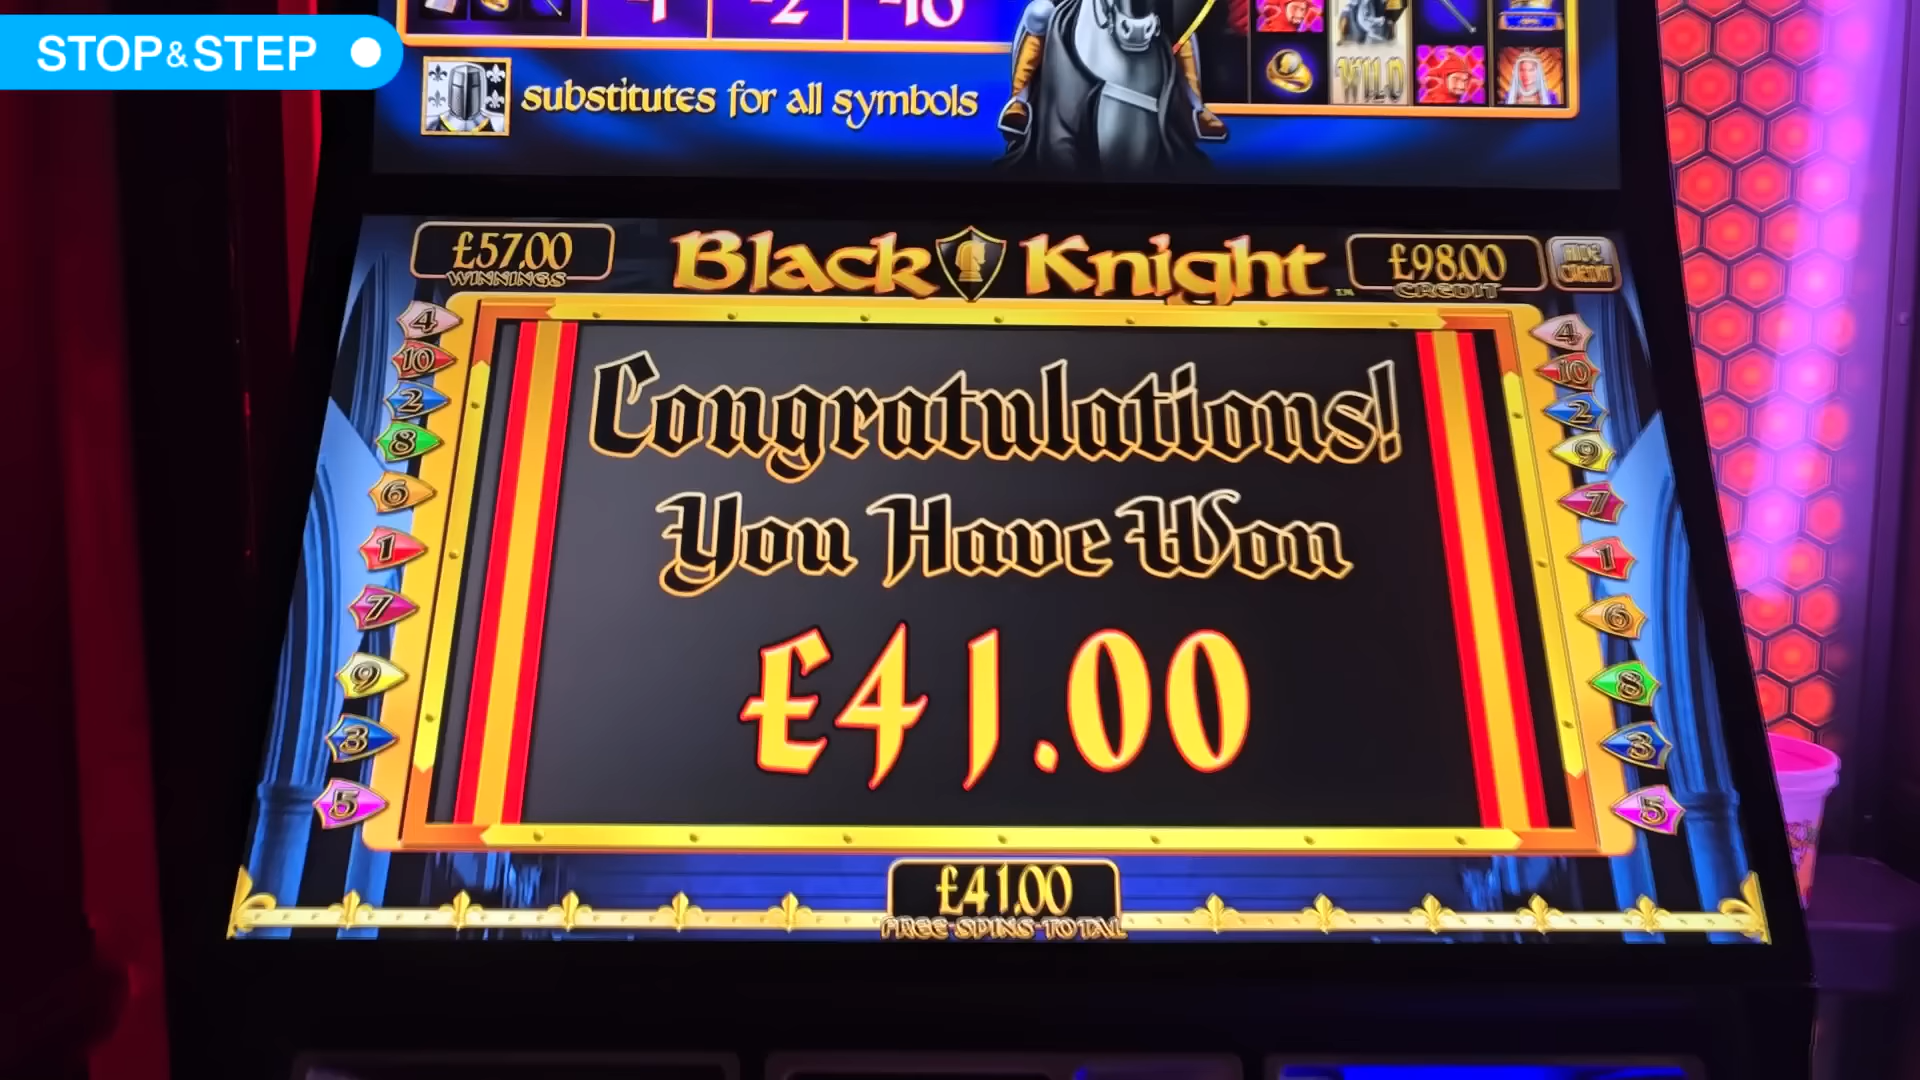 STOP&STEP
substitutes for all symbols
WILD
£57.00
WINNINGS
Black Knight
£98.00
CREDIT
4
10
2
8
6
1
7
9
3
5
Congratulations!
You Have Won
£41.00
4
10
2
9
7
1
6
8
3
5
£41.00
FREE SPINS TOTAL